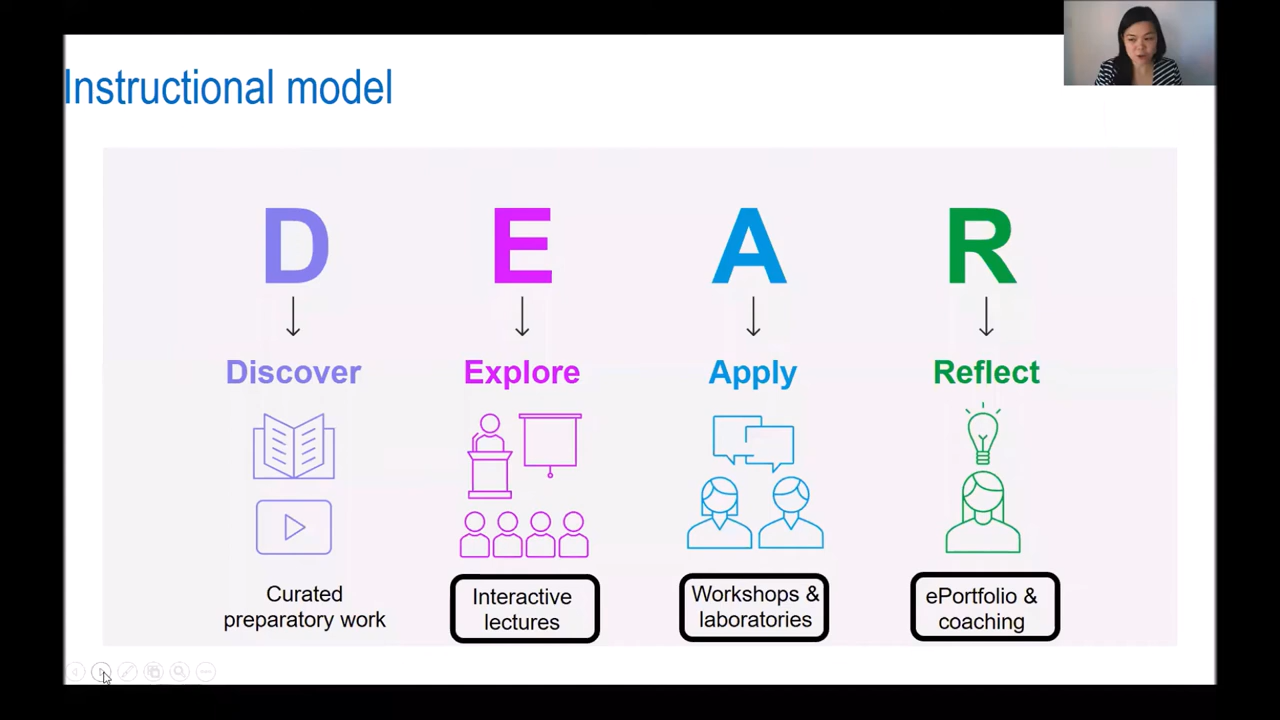 Instructional model
D E A R
Discover Explore Apply Reflect
Curated
preparatory work
Interactive
lectures
Workshops &
laboratories
ePortfolio &
coaching